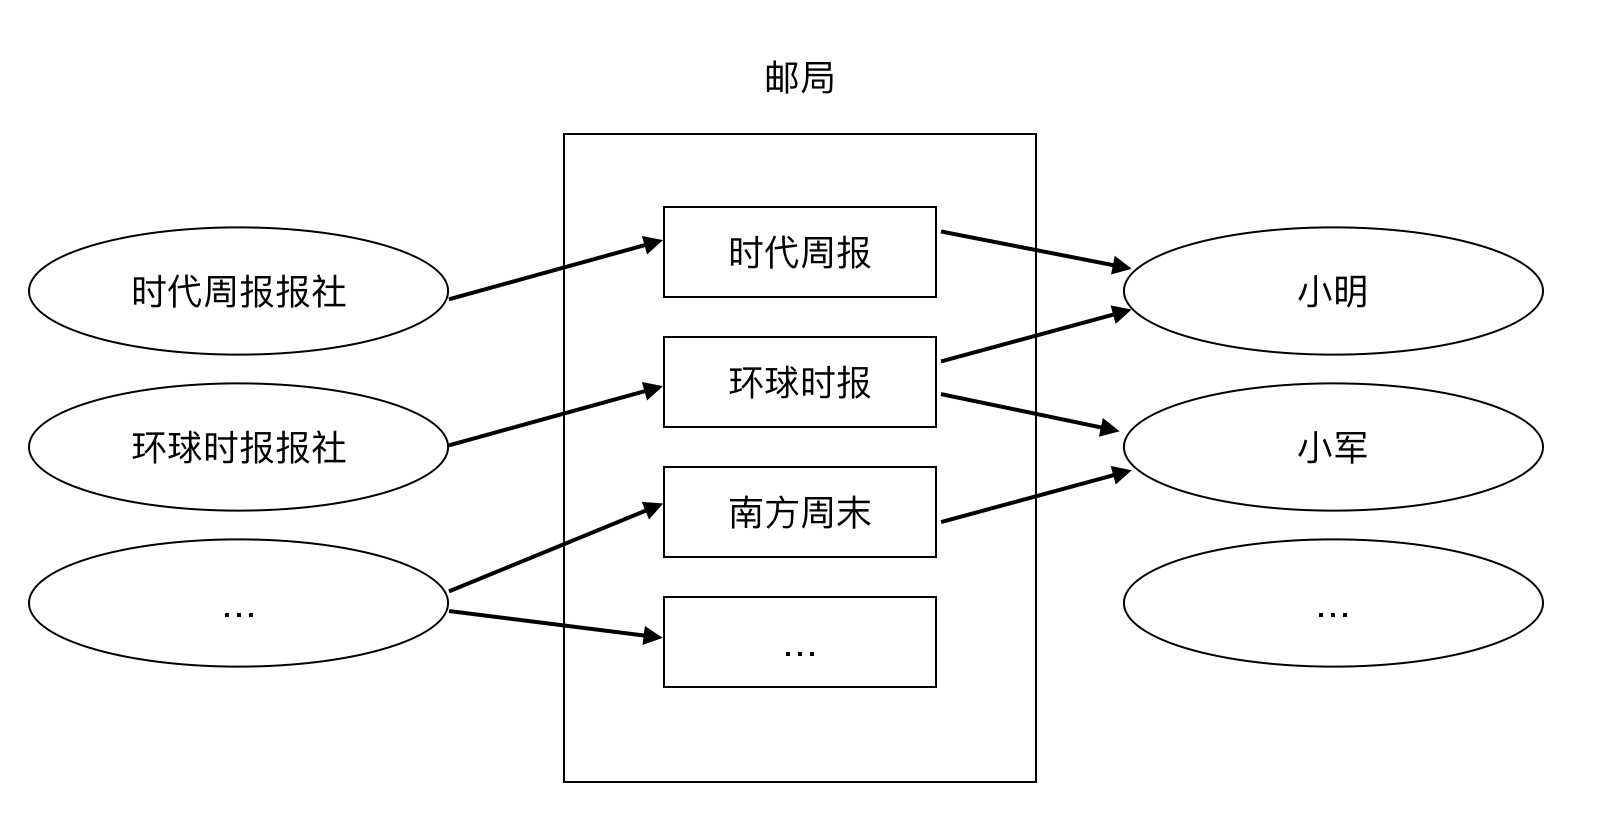 邮局
时代周报报社
环球时报报社
...
时代周报
环球时报
南方周末
...
小明
小军
...